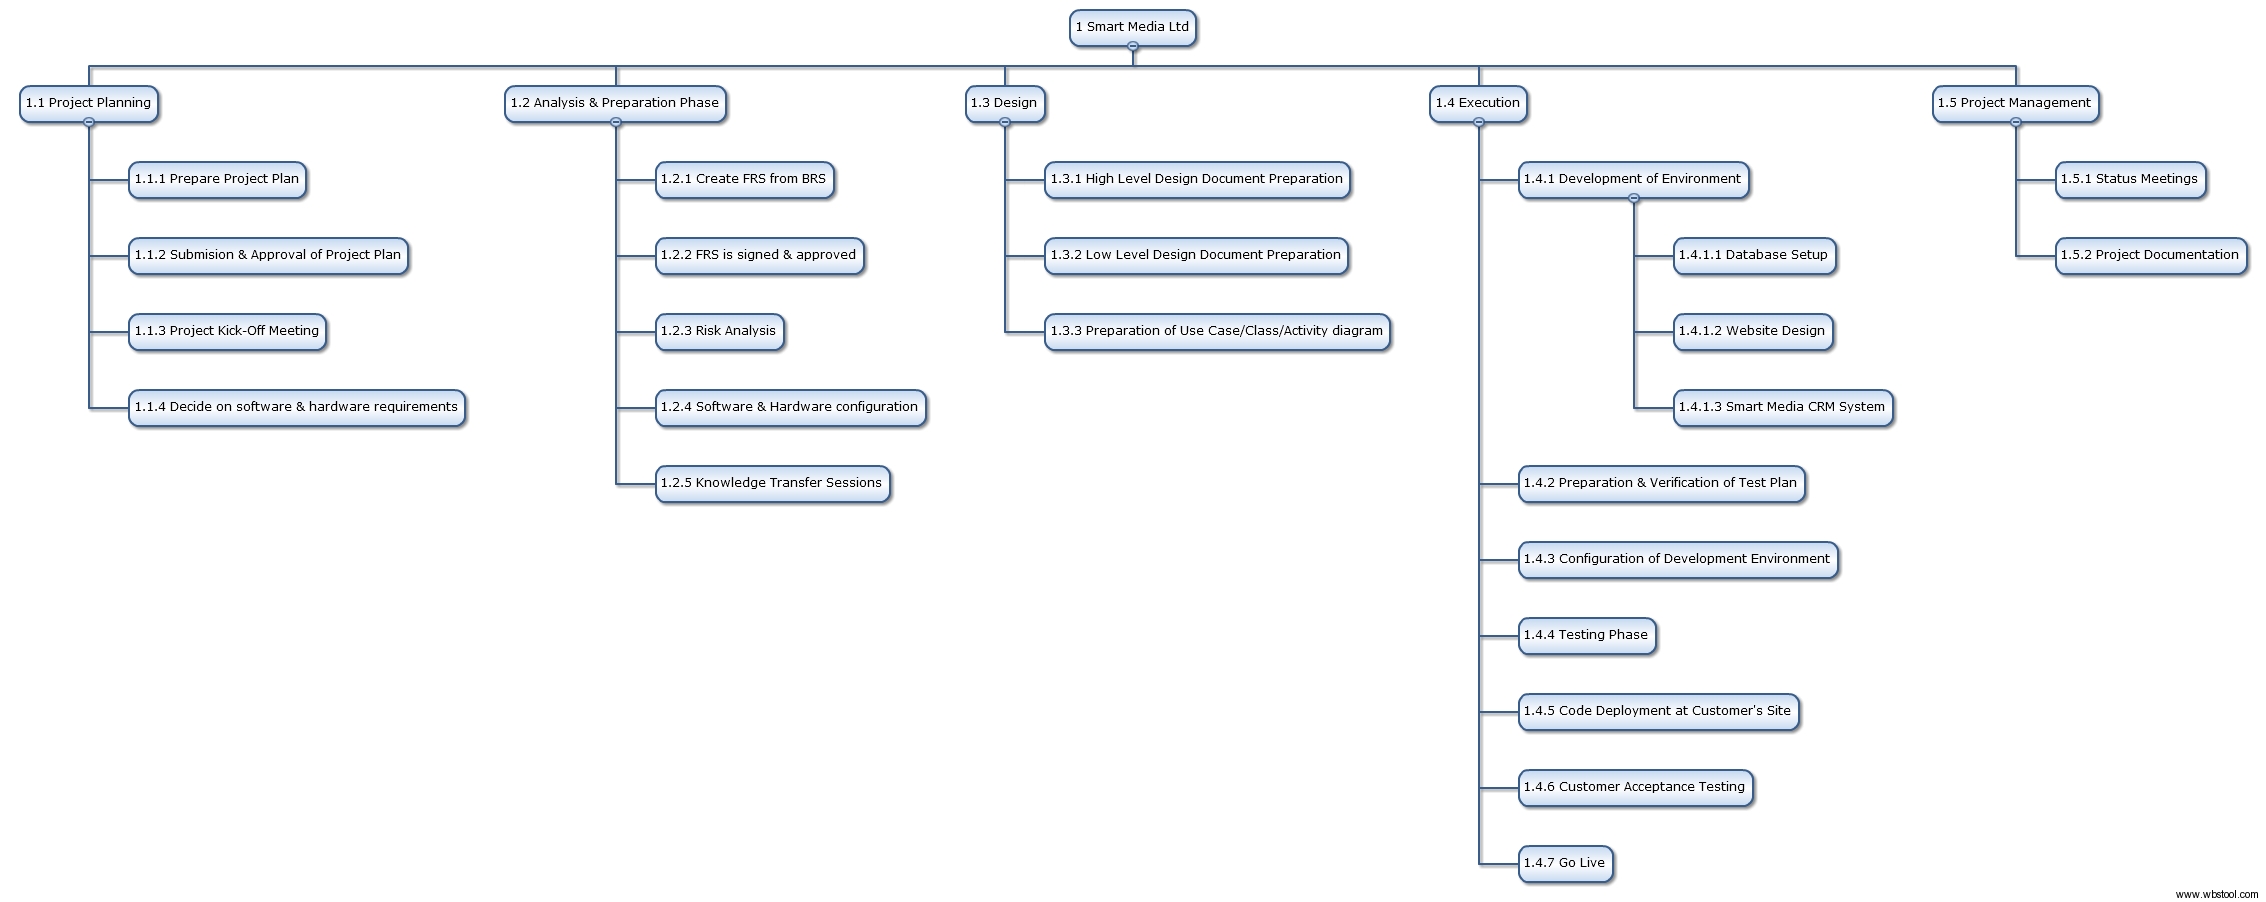 1 Smart Media Ltd
1.1 Project Planning
1.1.1 Prepare Project Plan
1.1.2 Submision & Approval of Project Plan
1.1.3 Project Kick-Off Meeting
1.1.4 Decide on software & hardware requirements
1.2 Analysis & Preparation Phase
1.2.1 Create FRS from BRS
1.2.2 FRS is signed & approved
1.2.3 Risk Analysis
1.2.4 Software & Hardware configuration
1.2.5 Knowledge Transfer Sessions
1.3 Design
1.3.1 High Level Design Document Preparation
1.3.2 Low Level Design Document Preparation
1.3.3 Preparation of Use Case/Class/Activity diagram
1.4 Execution
1.4.1 Development of Environment
1.4.1.1 Database Setup
1.4.1.2 Website Design
1.4.1.3 Smart Media CRM System
1.4.2 Preparation & Verification of Test Plan
1.4.3 Configuration of Development Environment
1.4.4 Testing Phase
1.4.5 Code Deployment at Customer's Site
1.4.6 Customer Acceptance Testing
1.4.7 Go Live
1.5 Project Management
1.5.1 Status Meetings
1.5.2 Project Documentation
www.wbstool.com